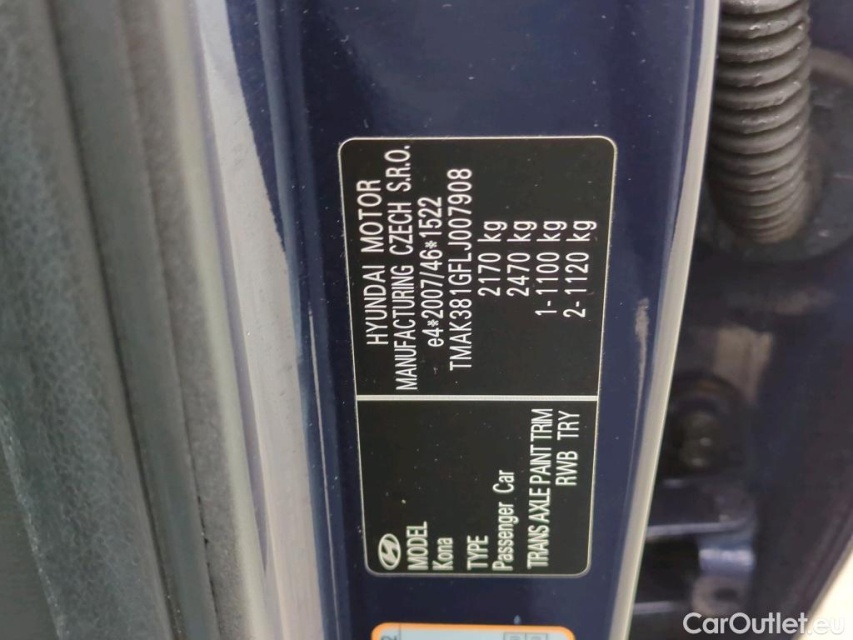 HYUNDAI MOTOR
MANUFACTURING CZECH S.R.O.
e4*2007/46*1522
TMAK381GFLJ007908
2170 kg
2470 kg
1- 1100 kg
2- 1120 kg
MODEL
Kona
TYPE
Passenger Car
TRANS AXLE PAINT TRIM
RWB TRY
CarOutlet.eu